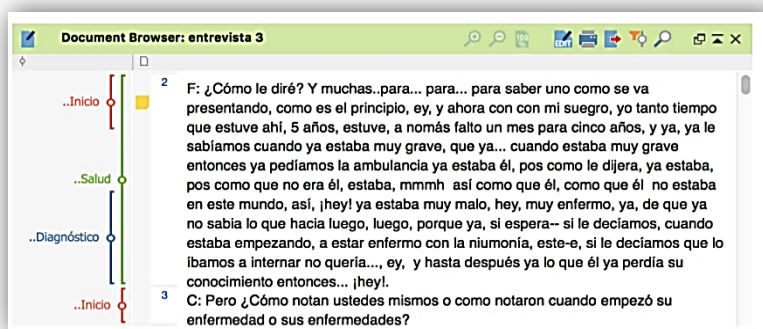 Document Browser: entrevista 3
100 %
EDIT
..Inicio
..Salud
..Diagnóstico
..Inicio
2
F: ¿Cómo le diré? Y muchas..para... para... para saber uno como se va
presentando, como es el principio, ey, y ahora con con mi suegro, yo tanto tiempo
que estuve ahí, 5 años, estuve, a nomás falto un mes para cinco años, y ya, ya le
sabíamos cuando ya estaba muy grave, que ya... cuando estaba muy grave
entonces ya pedíamos la ambulancia ya estaba él, pos como le dijera, ya estaba,
pos como que no era él, estaba, mmmh así como que él, como que él no estaba
en este mundo, así, ¡hey! ya estaba muy malo, hey, muy enfermo, ya, de que ya
no sabia lo que hacia luego, luego, porque ya, si espera-- si le decíamos, cuando
estaba empezando, a estar enfermo con la niumonía, este-e, si le decíamos que lo
íbamos a internar no quería..., ey, y hasta después ya lo que él ya perdía su
conocimiento entonces... ¡hey!.
3
C: Pero ¿Cómo notan ustedes mismos o como notaron cuando empezó su
enfermedad o sus enfermedades?